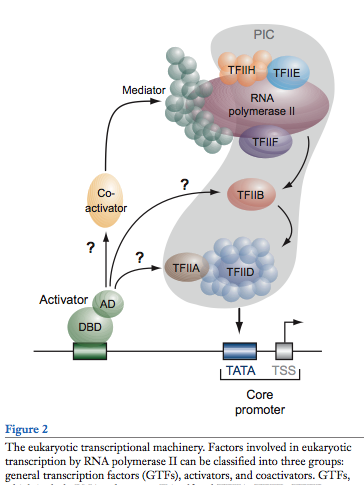 PIC
TFIIH
TFIIE
Mediator
RNA
polymerase II
TFIIF
?
Co-
activator
TFIIB
?
?
TFIIA
TFIID
Activator
AD
DBD
TATA
TSS
Core
promoter
Figure 2
The eukaryotic transcriptional machinery. Factors involved in eukaryotic
transcription by RNA polymerase II can be classified into three groups:
general transcription factors (GTFs), activators, and coactivators. GTFs,